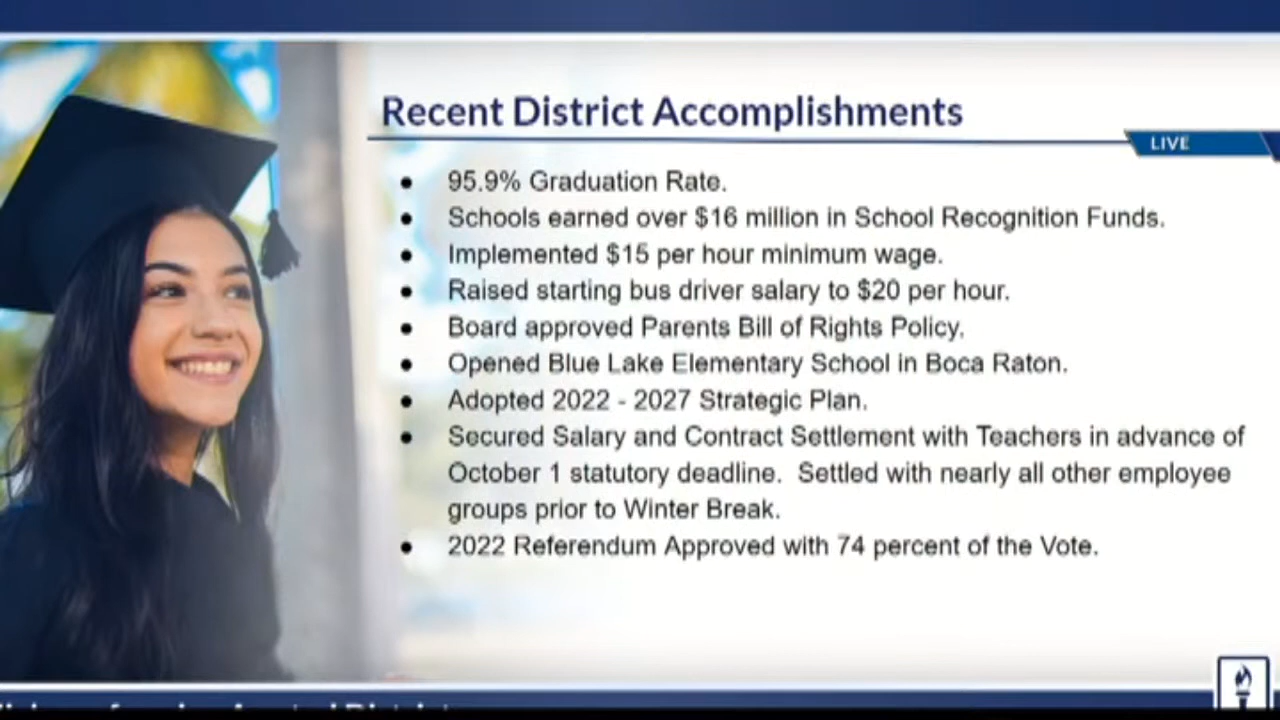 Recent District Accomplishments
LIVE
● 95.9% Graduation Rate.
● Schools earned over $16 million in School Recognition Funds.
● Implemented $15 per hour minimum wage.
● Raised starting bus driver salary to $20 per hour.
● Board approved Parents Bill of Rights Policy.
● Opened Blue Lake Elementary School in Boca Raton.
● Adopted 2022 - 2027 Strategic Plan.
● Secured Salary and Contract Settlement with Teachers in advance of
October 1 statutory deadline.  Settled with nearly all other employee
groups prior to Winter Break.
● 2022 Referendum Approved with 74 percent of the Vote.